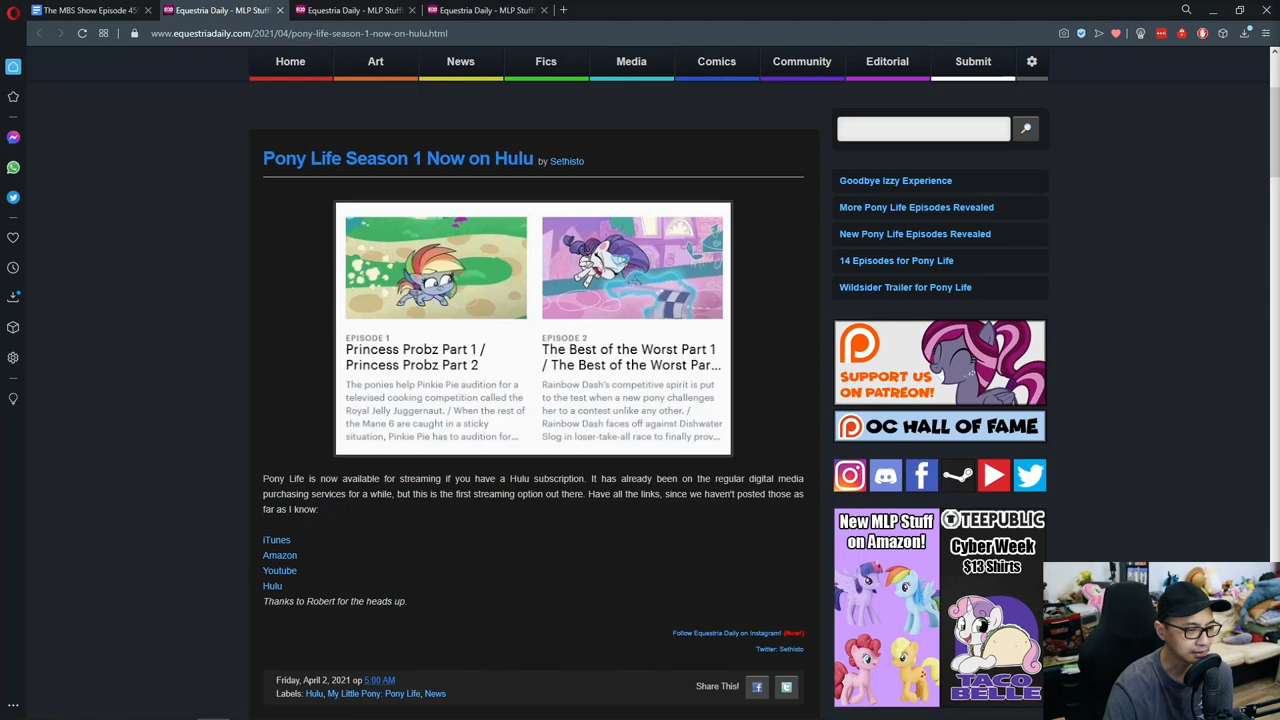 The MBS Show Episode 45
Equestria Daily - MLP Stuff
Equestria Daily - MLP Stuff
Equestria Daily - MLP Stuff
www.equestriadaily.com/2021/04/pony-life-season-1-now-on-hulu.html
Home Art News Fics Media Comics Community Editorial Submit
Pony Life Season 1 Now on Hulu by Sethisto
EPISODE 1
Princess Probz Part 1 /
Princess Probz Part 2
The ponies help Pinkie Pie audition for a
televised cooking competition called the
Royal Jelly Juggernaut. / When the rest of
the Mane 6 are caught in a sticky
situation, Pinkie Pie has to audition for...
EPISODE 2
The Best of the Worst Part 1
/ The Best of the Worst Par...
Rainbow Dash's competitive spirit is put
to the test when a new pony challenges
her to a contest unlike any other. /
Rainbow Dash faces off against Dishwater
Slog in loser-take-all race to finally prov...
Pony Life is now available for streaming if you have a Hulu subscription. It has already been on the regular digital media
purchasing services for a while, but this is the first streaming option out there. Have all the links, since we haven't posted those as
far as I know:
iTunes
Amazon
Youtube
Hulu
Thanks to Robert for the heads up.
Follow Equestria Daily on Instagram! (New!)
Twitter: Sethisto
Friday, April 2, 2021 op 5:00 AM
Labels: Hulu, My Little Pony: Pony Life, News
Share This!
Goodbye Izzy Experience
More Pony Life Episodes Revealed
New Pony Life Episodes Revealed
14 Episodes for Pony Life
Wildsider Trailer for Pony Life
SUPPORT US
ON PATREON!
OC HALL OF FAME
New MLP Stuff
on Amazon!
TEEPUBLIC
Cyber Week
$13 Shirts
TACO
BELLE